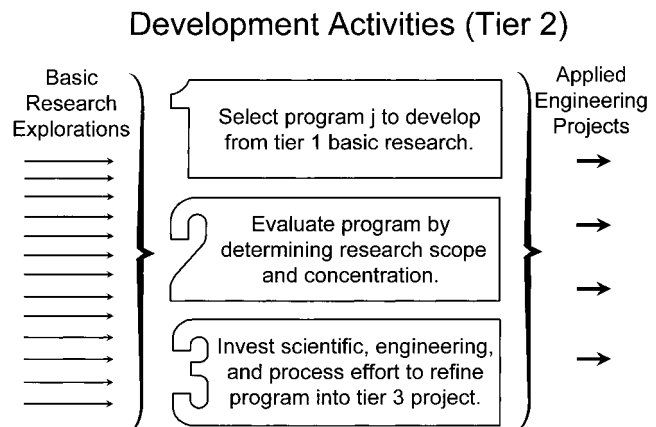 Development Activities (Tier 2)
Basic
Research
Explorations
1
Select program j to develop
from tier 1 basic research.
2
Evaluate program by
determining research scope
and concentration.
3
Invest scientific, engineering,
and process effort to refine
program into tier 3 project.
Applied
Engineering
Projects